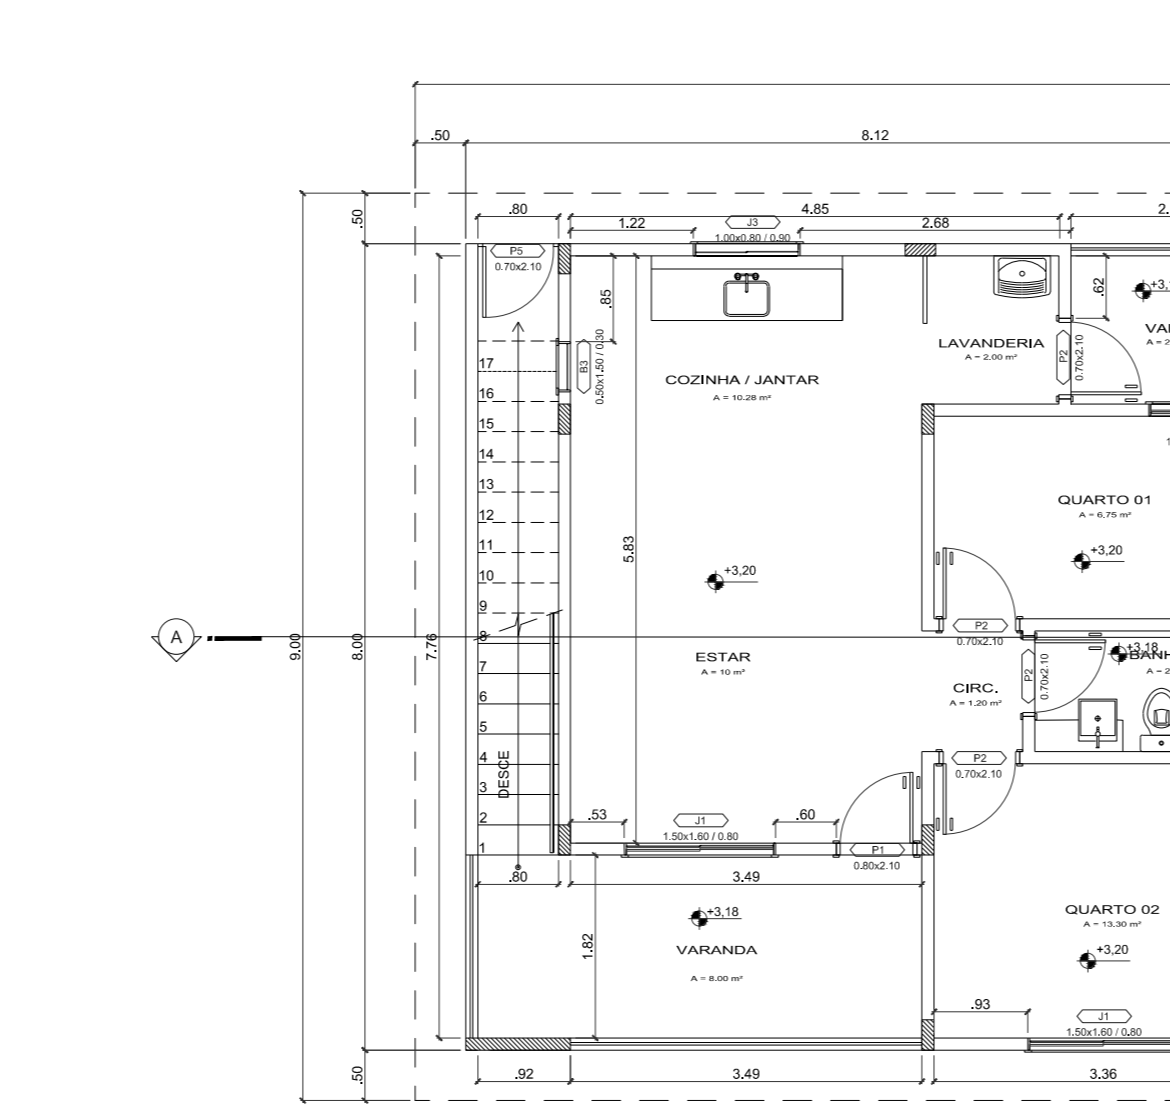 .50
8.12
.50
.80
4.85
2.
1.22
J3
2.68
1.00x0.80 / 0.90
P5
0.70x2.10
.85
.62
+3,
B3
0.50x1.50 / 0.30
LAVANDERIA
A = 2.00 m²
P2
0.70x2.10
VA
A = 2
17
COZINHA / JANTAR
A = 10.28 m²
16
15
14
13
12
11
10
9
8
7
6
5
4
3
2
1
QUARTO 01
A = 6.75 m²
5.83
+3,20
+3,20
P2
0.70x2.10
A
9.00
8.00
7.76
ESTAR
A = 10 m²
CIRC.
A = 1.20 m²
P2
0.70x2.10
+3,18
BANH
A = 2
DESCE
P2
0.70x2.10
.53
J1
1.50x1.60 / 0.80
.60
P1
0.80x2.10
.80
3.49
+3,18
1.82
VARANDA
A = 8.00 m²
QUARTO 02
A = 13.30 m²
+3,20
.93
J1
1.50x1.60 / 0.80
.50
.92
3.49
3.36